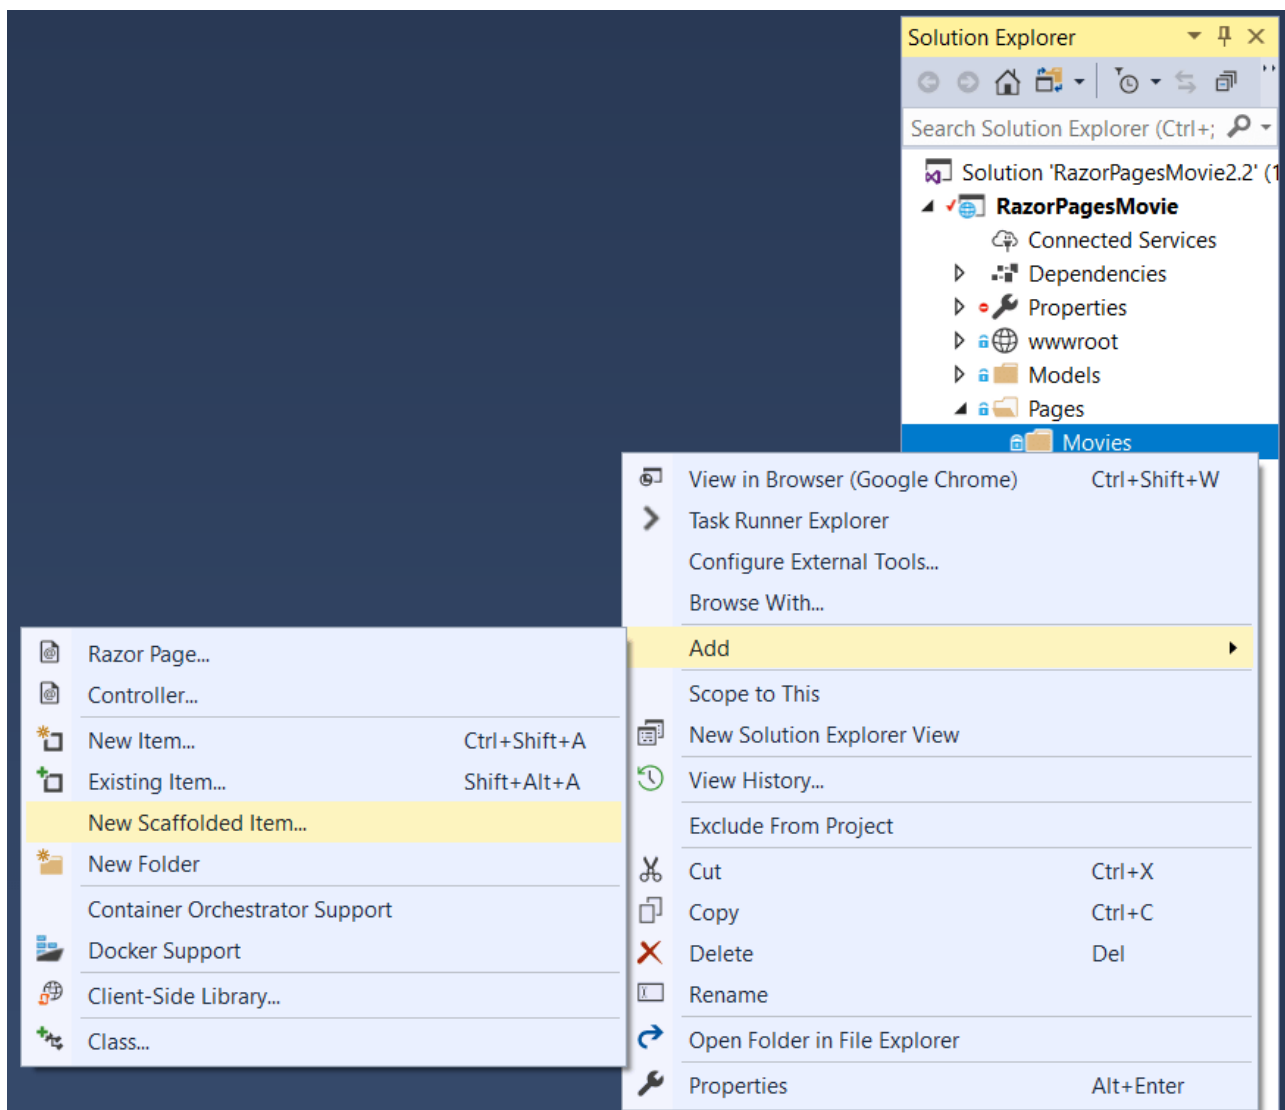 Solution Explorer
Search Solution Explorer (Ctrl+;
Solution 'RazorPagesMovie2.2' (1
RazorPagesMovie
Connected Services
Dependencies
Properties
wwwroot
Models
Pages
Movies
View in Browser (Google Chrome) Ctrl+Shift+W
Task Runner Explorer
Configure External Tools...
Browse With...
Add
Scope to This
New Solution Explorer View
View History...
Exclude From Project
Cut Ctrl+X
Copy Ctrl+C
Delete Del
Rename
Open Folder in File Explorer
Properties Alt+Enter
Razor Page...
Controller...
New Item... Ctrl+Shift+A
Existing Item... Shift+Alt+A
New Scaffolded Item...
New Folder
Container Orchestrator Support
Docker Support
Client-Side Library...
Class...